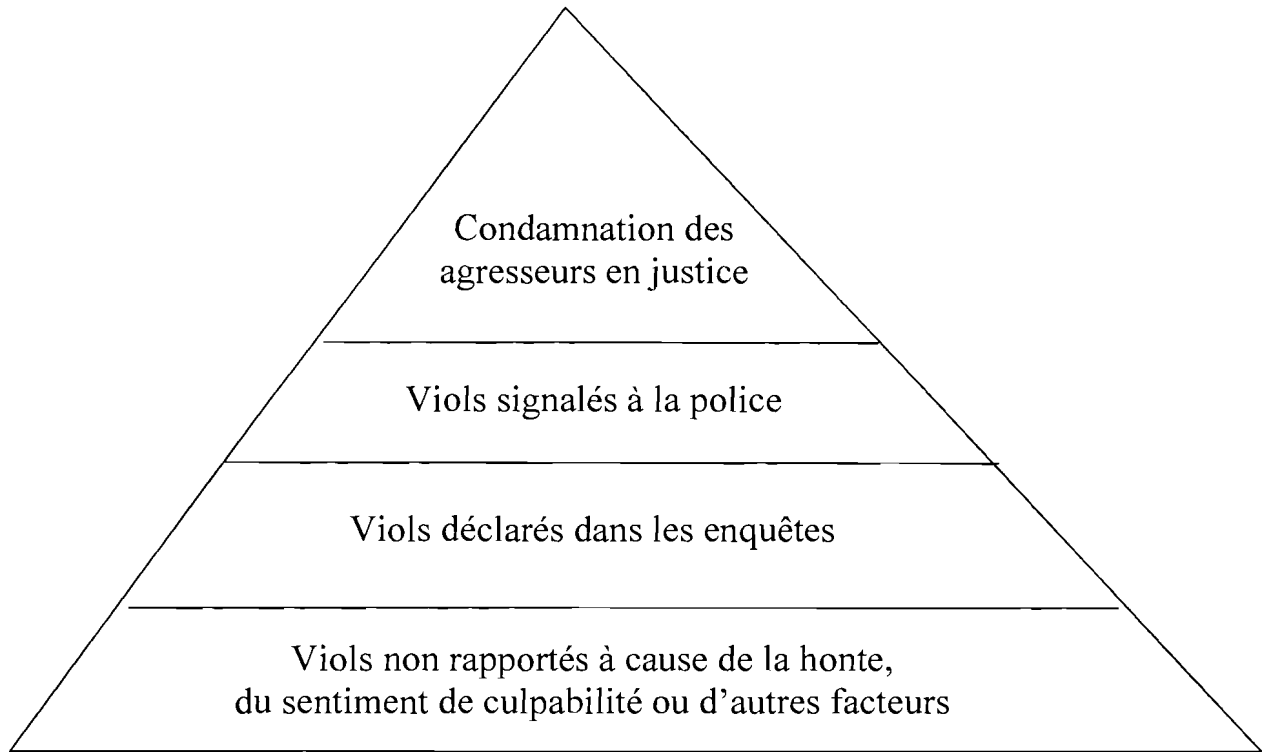 Condamnation des
agresseurs en justice
Viols signalés à la police
Viols déclarés dans les enquêtes
Viols non rapportés à cause de la honte,
du sentiment de culpabilité ou d'autres facteurs